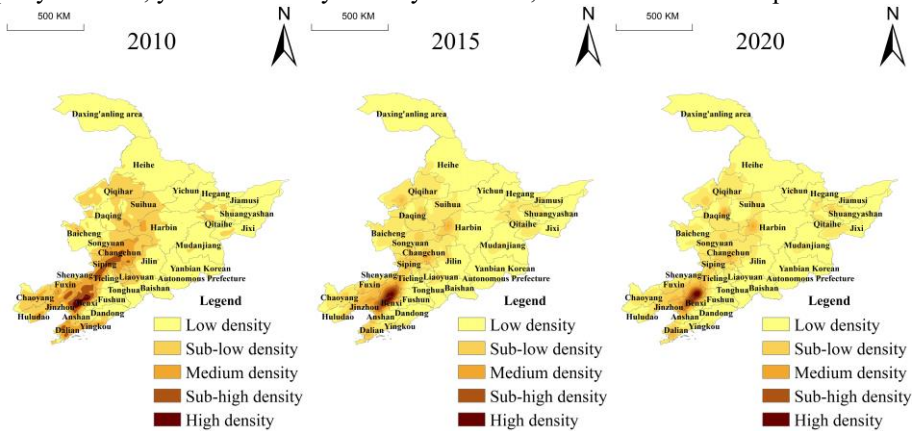 500 KM
N
2010
Daxing'anling area
Heihe
Qiqihar
Yichun
Hegang
Suihua
Jiamusi
Daqing
Shuangyashan
Harbin
Qitaihe
Baicheng
Jixi
Songyuan
Mudanjiang
Changchun
Siping
Jilin
Yanbian Korean
Shenyang
Tieling
Liaoyuan
Autonomous Prefecture
Fuxin
Tonghua
Baishan
Chaoyang
Fushun
Jinzhou
Benxi
Huludao
Anshan
Dandong
Yingkou
Dalian
Legend
Low density
Sub-low density
Medium density
Sub-high density
High density
500 KM
N
2015
Daxing'anling area
Heihe
Qiqihar
Yichun
Hegang
Suihua
Jiamusi
Daqing
Shuangyashan
Harbin
Qitaihe
Baicheng
Jixi
Songyuan
Mudanjiang
Changchun
Siping
Jilin
Yanbian Korean
Shenyang
Tieling
Liaoyuan
Autonomous Prefecture
Fuxin
Tonghua
Baishan
Chaoyang
Fushun
Jinzhou
Benxi
Huludao
Anshan
Dandong
Yingkou
Dalian
Legend
Low density
Sub-low density
Medium density
Sub-high density
High density
500 KM
N
2020
Daxing'anling area
Heihe
Qiqihar
Yichun
Hegang
Suihua
Jiamusi
Daqing
Shuangyashan
Harbin
Qitaihe
Baicheng
Jixi
Songyuan
Mudanjiang
Changchun
Siping
Jilin
Yanbian Korean
Shenyang
Tieling
Liaoyuan
Autonomous Prefecture
Fuxin
Tonghua
Baishan
Chaoyang
Fushun
Jinzhou
Benxi
Huludao
Anshan
Dandong
Yingkou
Dalian
Legend
Low density
Sub-low density
Medium density
Sub-high density
High density